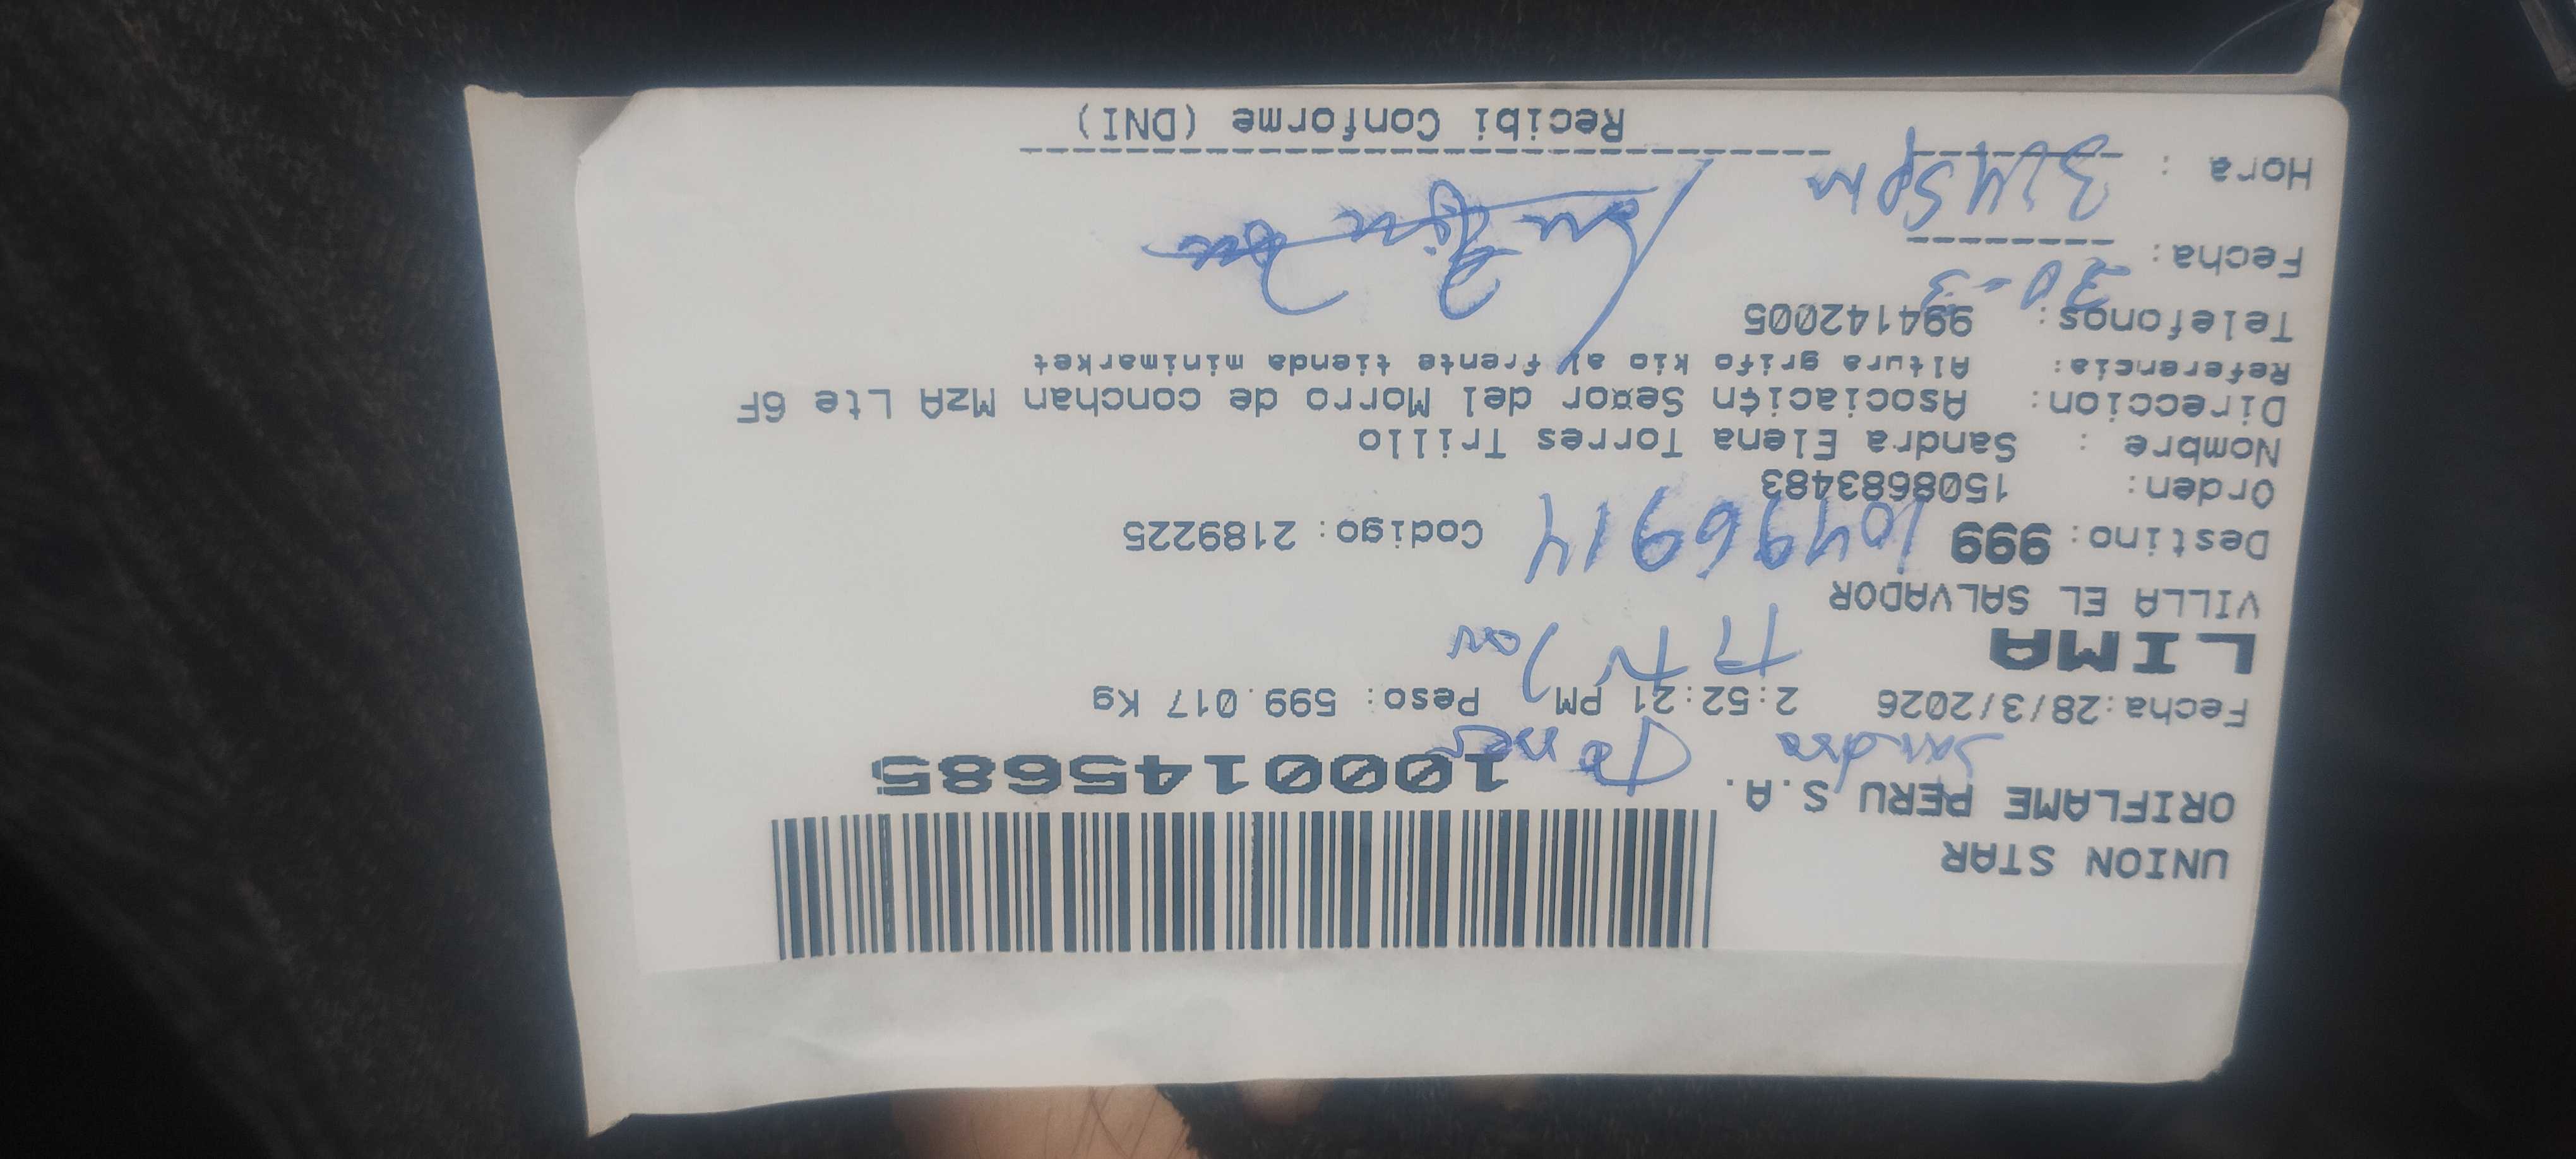 UNION STAR
ORIFLAME PERU S.A.
1000145685
Sandra
Fecha:28/3/2026 2:52:21 PM Peso: 599.017 Kg
LIMA
VILLA EL SALVADOR
Destino: 999 10496914 Codigo: 2189225
Orden: 1508683483
Nombre : Sandra Elena Torres Trillo
Direccion: Asociaci¢n Se¤or del Morro de conchan MzA Lte 6F
Referencia: Altura grifo kio al frente tienda minimarket
Telefonos: 994142005
Fecha: 30-3
Hora : 3:45pm
Recibi Conforme (DNI)